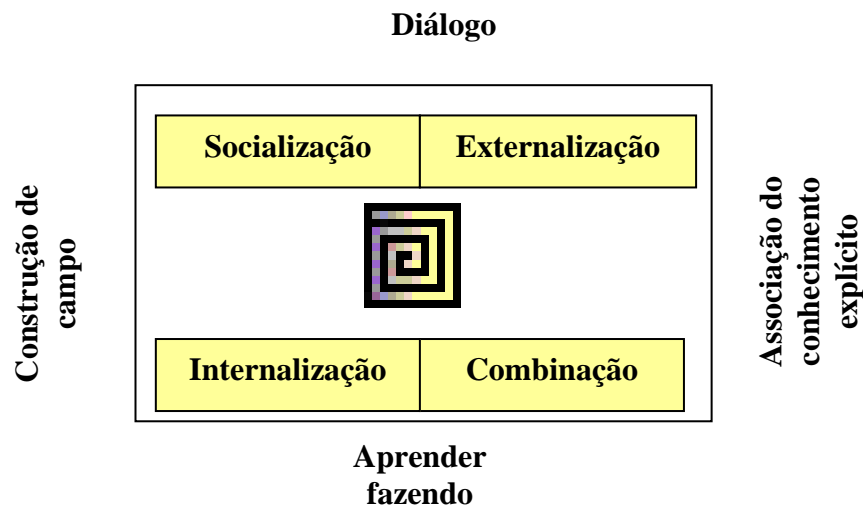 Diálogo
Socialização
Externalização
Construção de
campo
Associação do
conhecimento
explícito
Internalização
Combinação
Aprender
fazendo